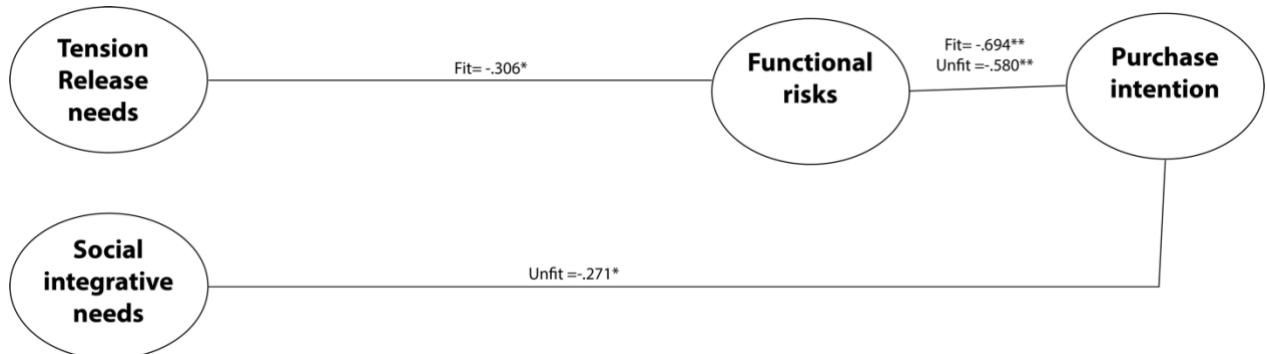 Tension
Release
needs
Fit= -.306*
Functional
risks
Fit= -.694**
Unfit =-.580**
Purchase
intention
Social
integrative
needs
Unfit =-.271*